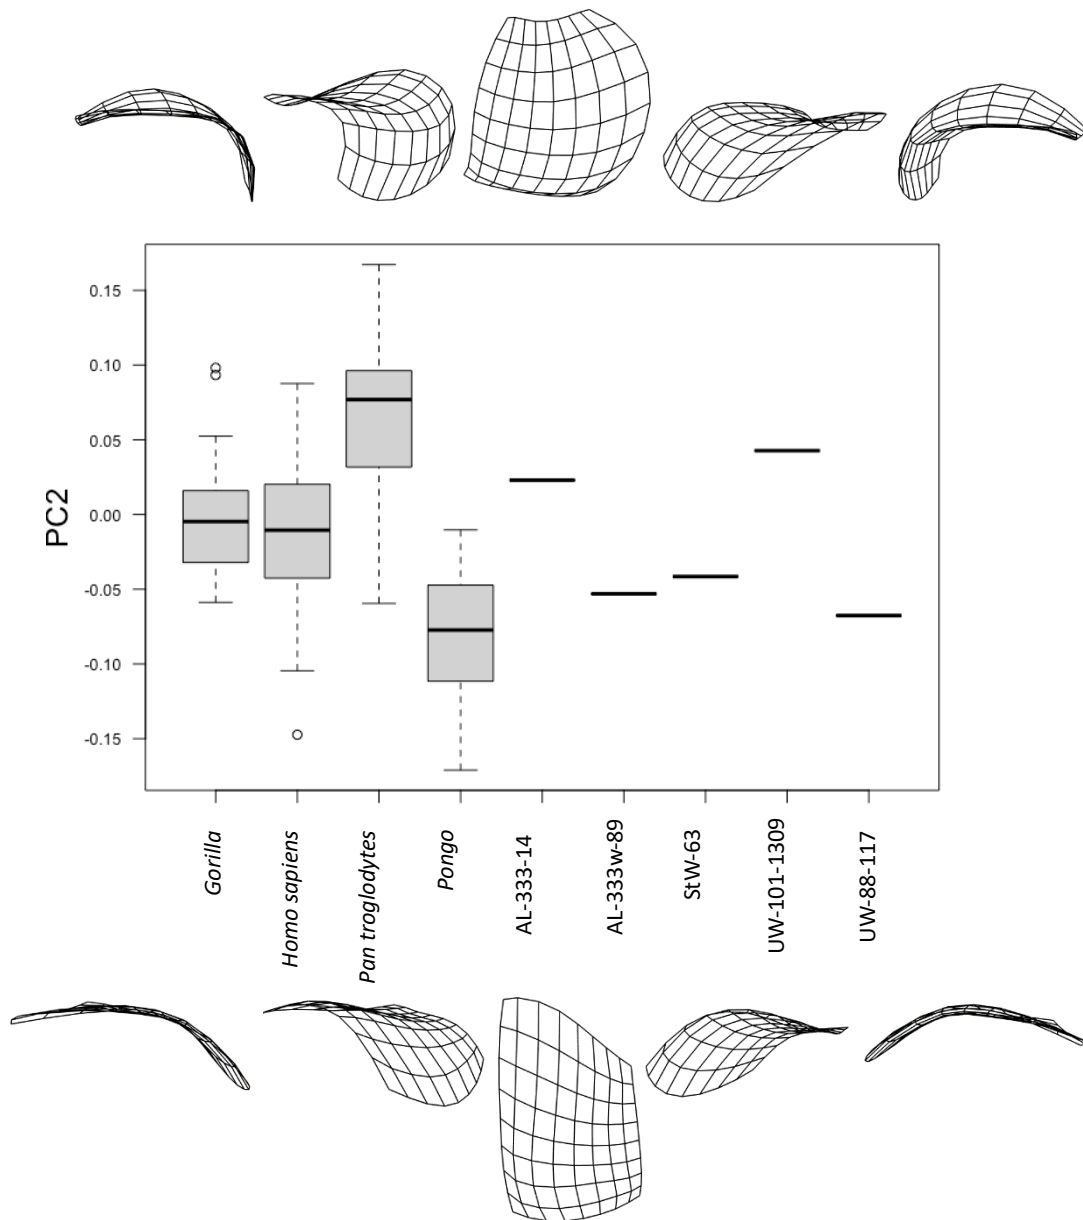 PC2
0.15
0.10
0.05
0.00
-0.05
-0.10
-0.15
Gorilla
Homo sapiens
Pan troglodytes
Pongo
AL-333-14
AL-333w-89
StW-63
UW-101-1309
UW-88-117